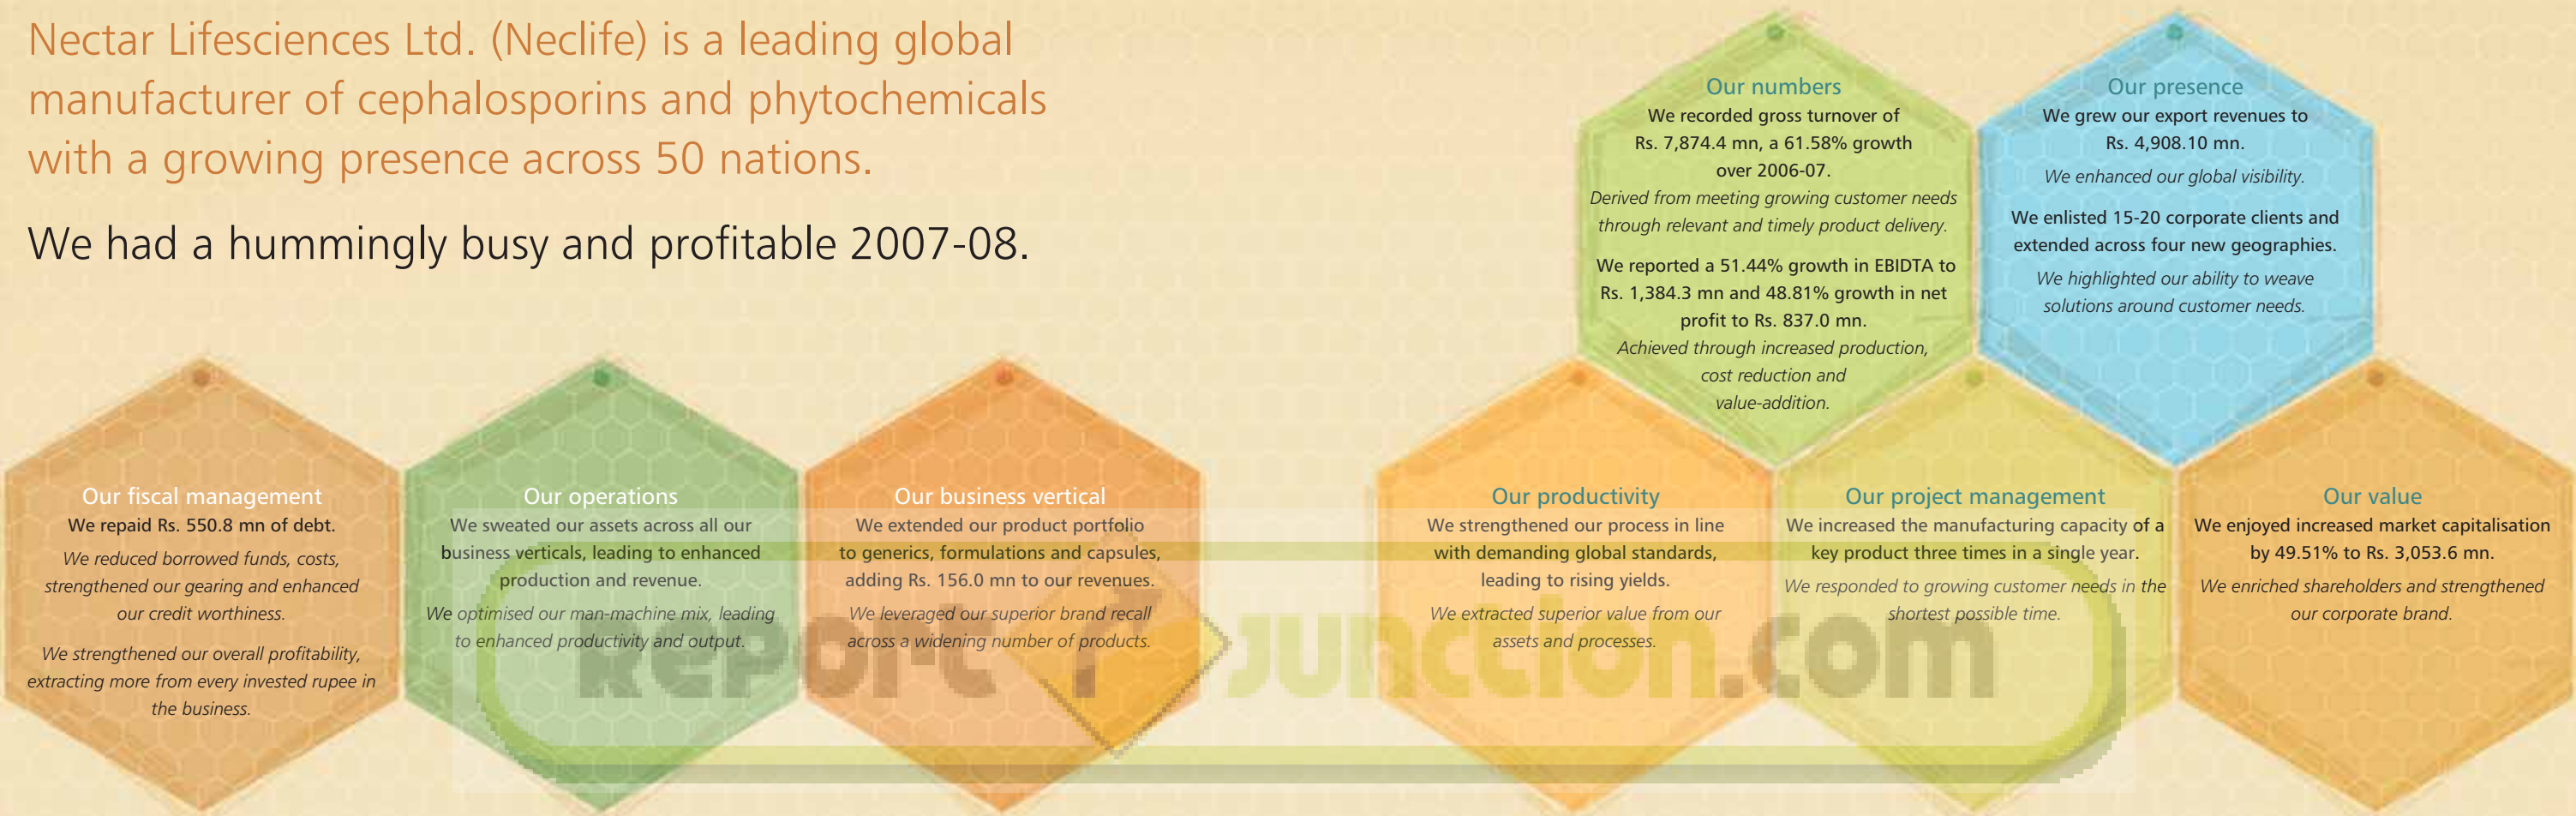 Nectar Lifesciences Ltd. (Neclife) is a leading global
manufacturer of cephalosporins and phytochemicals
with a growing presence across 50 nations.
We had a hummingly busy and profitable 2007-08.
Our numbers
We recorded gross turnover of
Rs. 7,874.4 mn, a 61.58% growth
over 2006-07.
Derived from meeting growing customer needs
through relevant and timely product delivery.
We reported a 51.44% growth in EBIDTA to
Rs. 1,384.3 mn and 48.81% growth in net
profit to Rs. 837.0 mn.
Achieved through increased production,
cost reduction and
value-addition.
Our presence
We grew our export revenues to
Rs. 4,908.10 mn.
We enhanced our global visibility.
We enlisted 15-20 corporate clients and
extended across four new geographies.
We highlighted our ability to weave
solutions around customer needs.
Our fiscal management
We repaid Rs. 550.8 mn of debt.
We reduced borrowed funds, costs,
strengthened our gearing and enhanced
our credit worthiness.
We strengthened our overall profitability,
extracting more from every invested rupee in
the business.
Our operations
We sweated our assets across all our
business verticals, leading to enhanced
production and revenue.
We optimised our man-machine mix, leading
to enhanced productivity and output.
Our business vertical
We extended our product portfolio
to generics, formulations and capsules,
adding Rs. 156.0 mn to our revenues.
We leveraged our superior brand recall
across a widening number of products.
Our productivity
We strengthened our process in line
with demanding global standards,
leading to rising yields.
We extracted superior value from our
assets and processes.
Our project management
We increased the manufacturing capacity of a
key product three times in a single year.
We responded to growing customer needs in the
shortest possible time.
Our value
We enjoyed increased market capitalisation
by 49.51% to Rs. 3,053.6 mn.
We enriched shareholders and strengthened
our corporate brand.
Report Junction.com